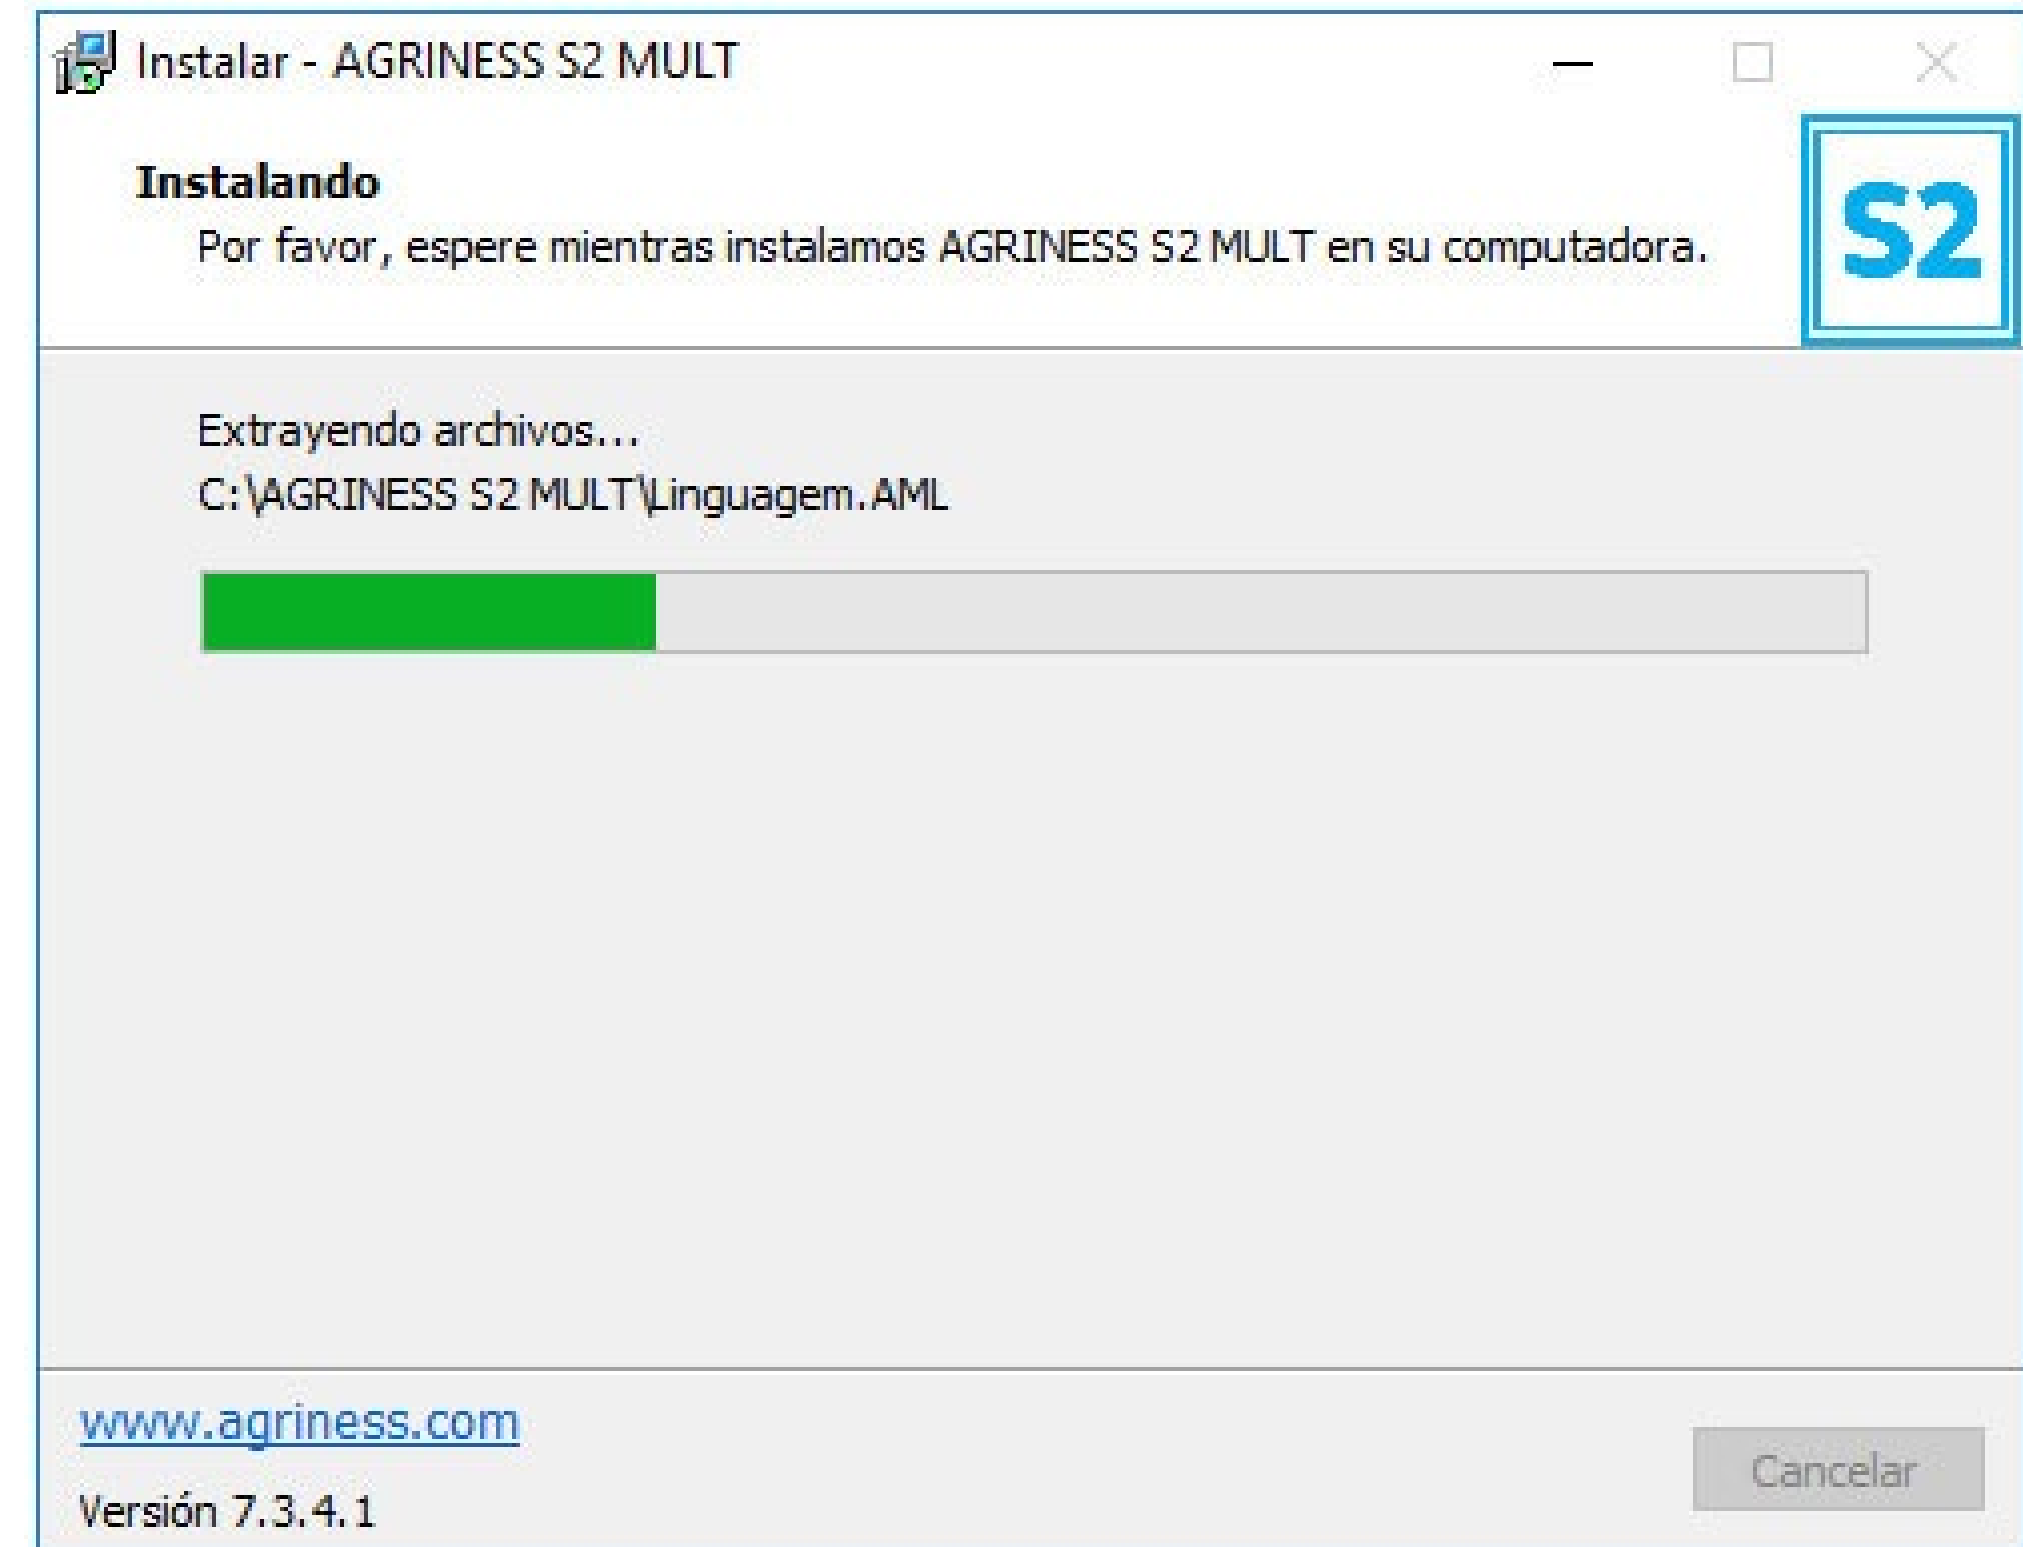 Instalar - AGRINESS S2 MULT
Instalando
Por favor, espere mientras instalamos AGRINESS S2 MULT en su computadora.
S2
Extrayendo archivos...
C:\AGRINESS S2 MULT\Linguagem.AML
www.agriness.com
Cancelar
Versión 7.3.4.1